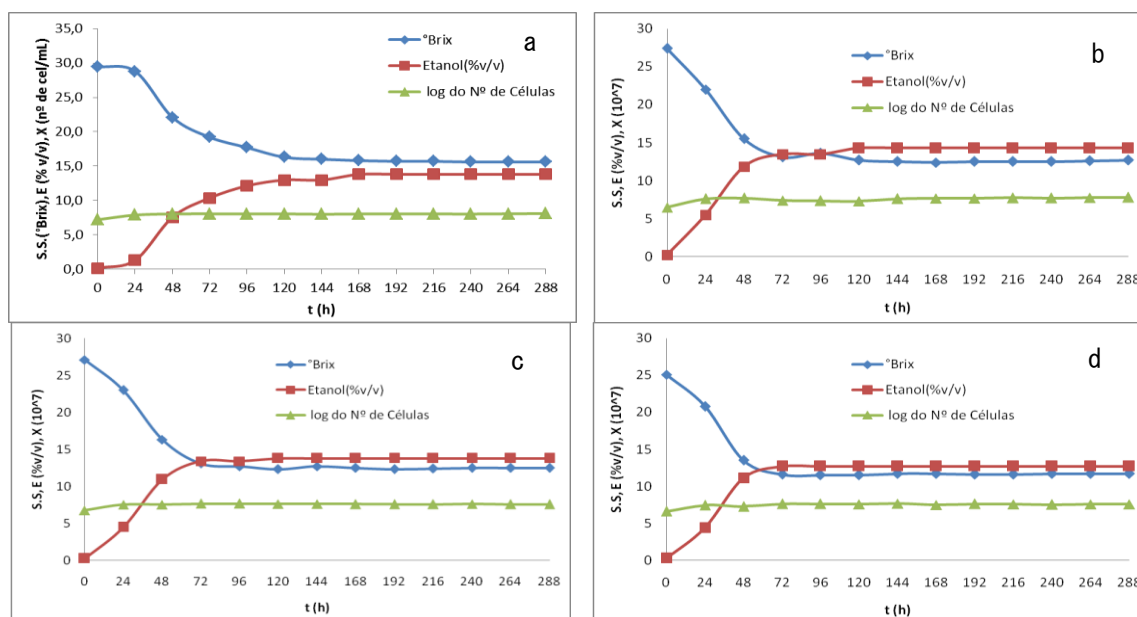 a
°Brix
Etanol(%v/v)
log do Nº de Células
S.S.(°Brix), E (% v/v), X (nº de cel/mL)
35,0
30,0
25,0
20,0
15,0
10,0
5,0
0,0
0 24 48 72 96 120 144 168 192 216 240 264 288
t (h)
b
°Brix
Etanol(%v/v)
log do Nº de Células
S.S, E (%v/v), X (10^7)
30
25
20
15
10
5
0
0 24 48 72 96 120 144 168 192 216 240 264 288
t (h)
c
°Brix
Etanol(%v/v)
log do Nº de Células
S.S, E (%v/v), X (10^7)
30
25
20
15
10
5
0
0 24 48 72 96 120 144 168 192 216 240 264 288
t (h)
d
°Brix
Etanol(%v/v)
log do Nº de Células
S.S, E (%v/v), X (10^7)
30
25
20
15
10
5
0
0 24 48 72 96 120 144 168 192 216 240 264 288
t (h)